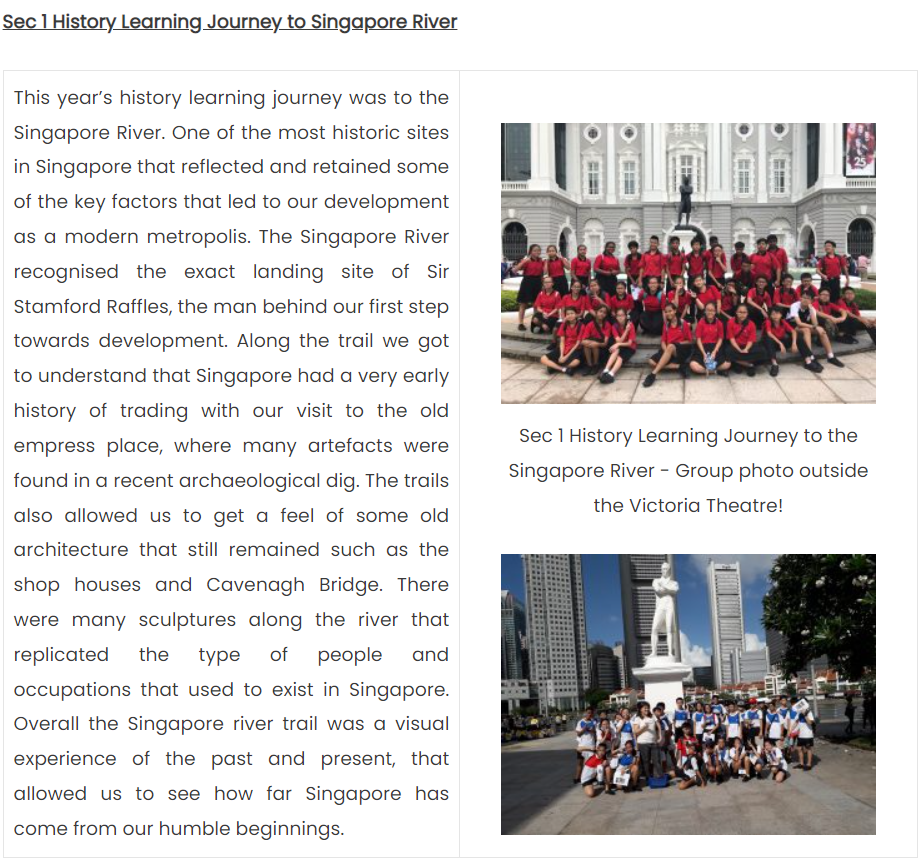 Sec 1 History Learning Journey to Singapore River
This year’s history learning journey was to the
Singapore River. One of the most historic sites
in Singapore that reflected and retained some
of the key factors that led to our development
as a modern metropolis. The Singapore River
recognised the exact landing site of Sir
Stamford Raffles, the man behind our first step
towards development. Along the trail we got
to understand that Singapore had a very early
history of trading with our visit to the old
empress place, where many artefacts were
found in a recent archaeological dig. The trails
also allowed us to get a feel of some old
architecture that still remained such as the
shop houses and Cavenagh Bridge. There
were many sculptures along the river that
replicated the type of people and
occupations that used to exist in Singapore.
Overall the Singapore river trail was a visual
experience of the past and present, that
allowed us to see how far Singapore has
come from our humble beginnings.
25
Sec 1 History Learning Journey to the
Singapore River - Group photo outside
the Victoria Theatre!